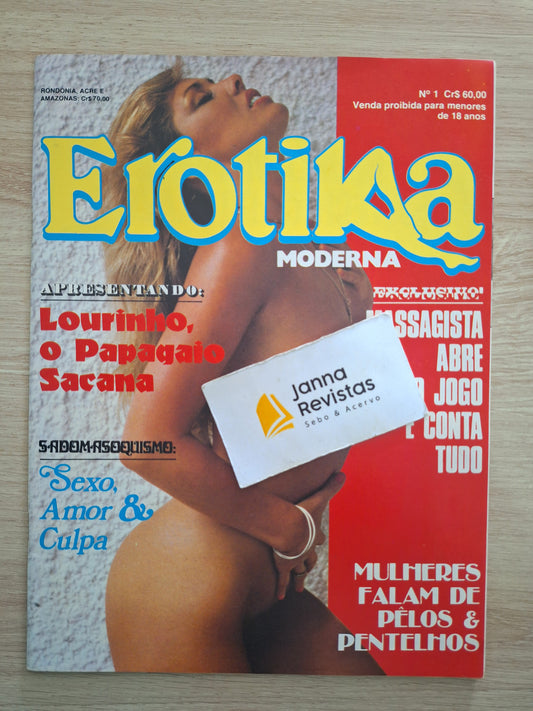 RONDÔNIA, ACRE E
AMAZONAS: Cr$ 70,00
Nº 1 Cr$ 60,00
Venda proibida para menores
de 18 anos
Erotika
MODERNA
APRESENTANDO:
Lourinho,
o Papagaio
Sacana
SADOMASOQUISMO:
Sexo,
Amor &
Culpa
EXCLUSIVO!
MASSAGISTA
ABRE
O JOGO
E CONTA
TUDO
Janna
Revistas
Sebo & Acervo
MULHERES
FALAM DE
PÊLOS &
PENTELHOS